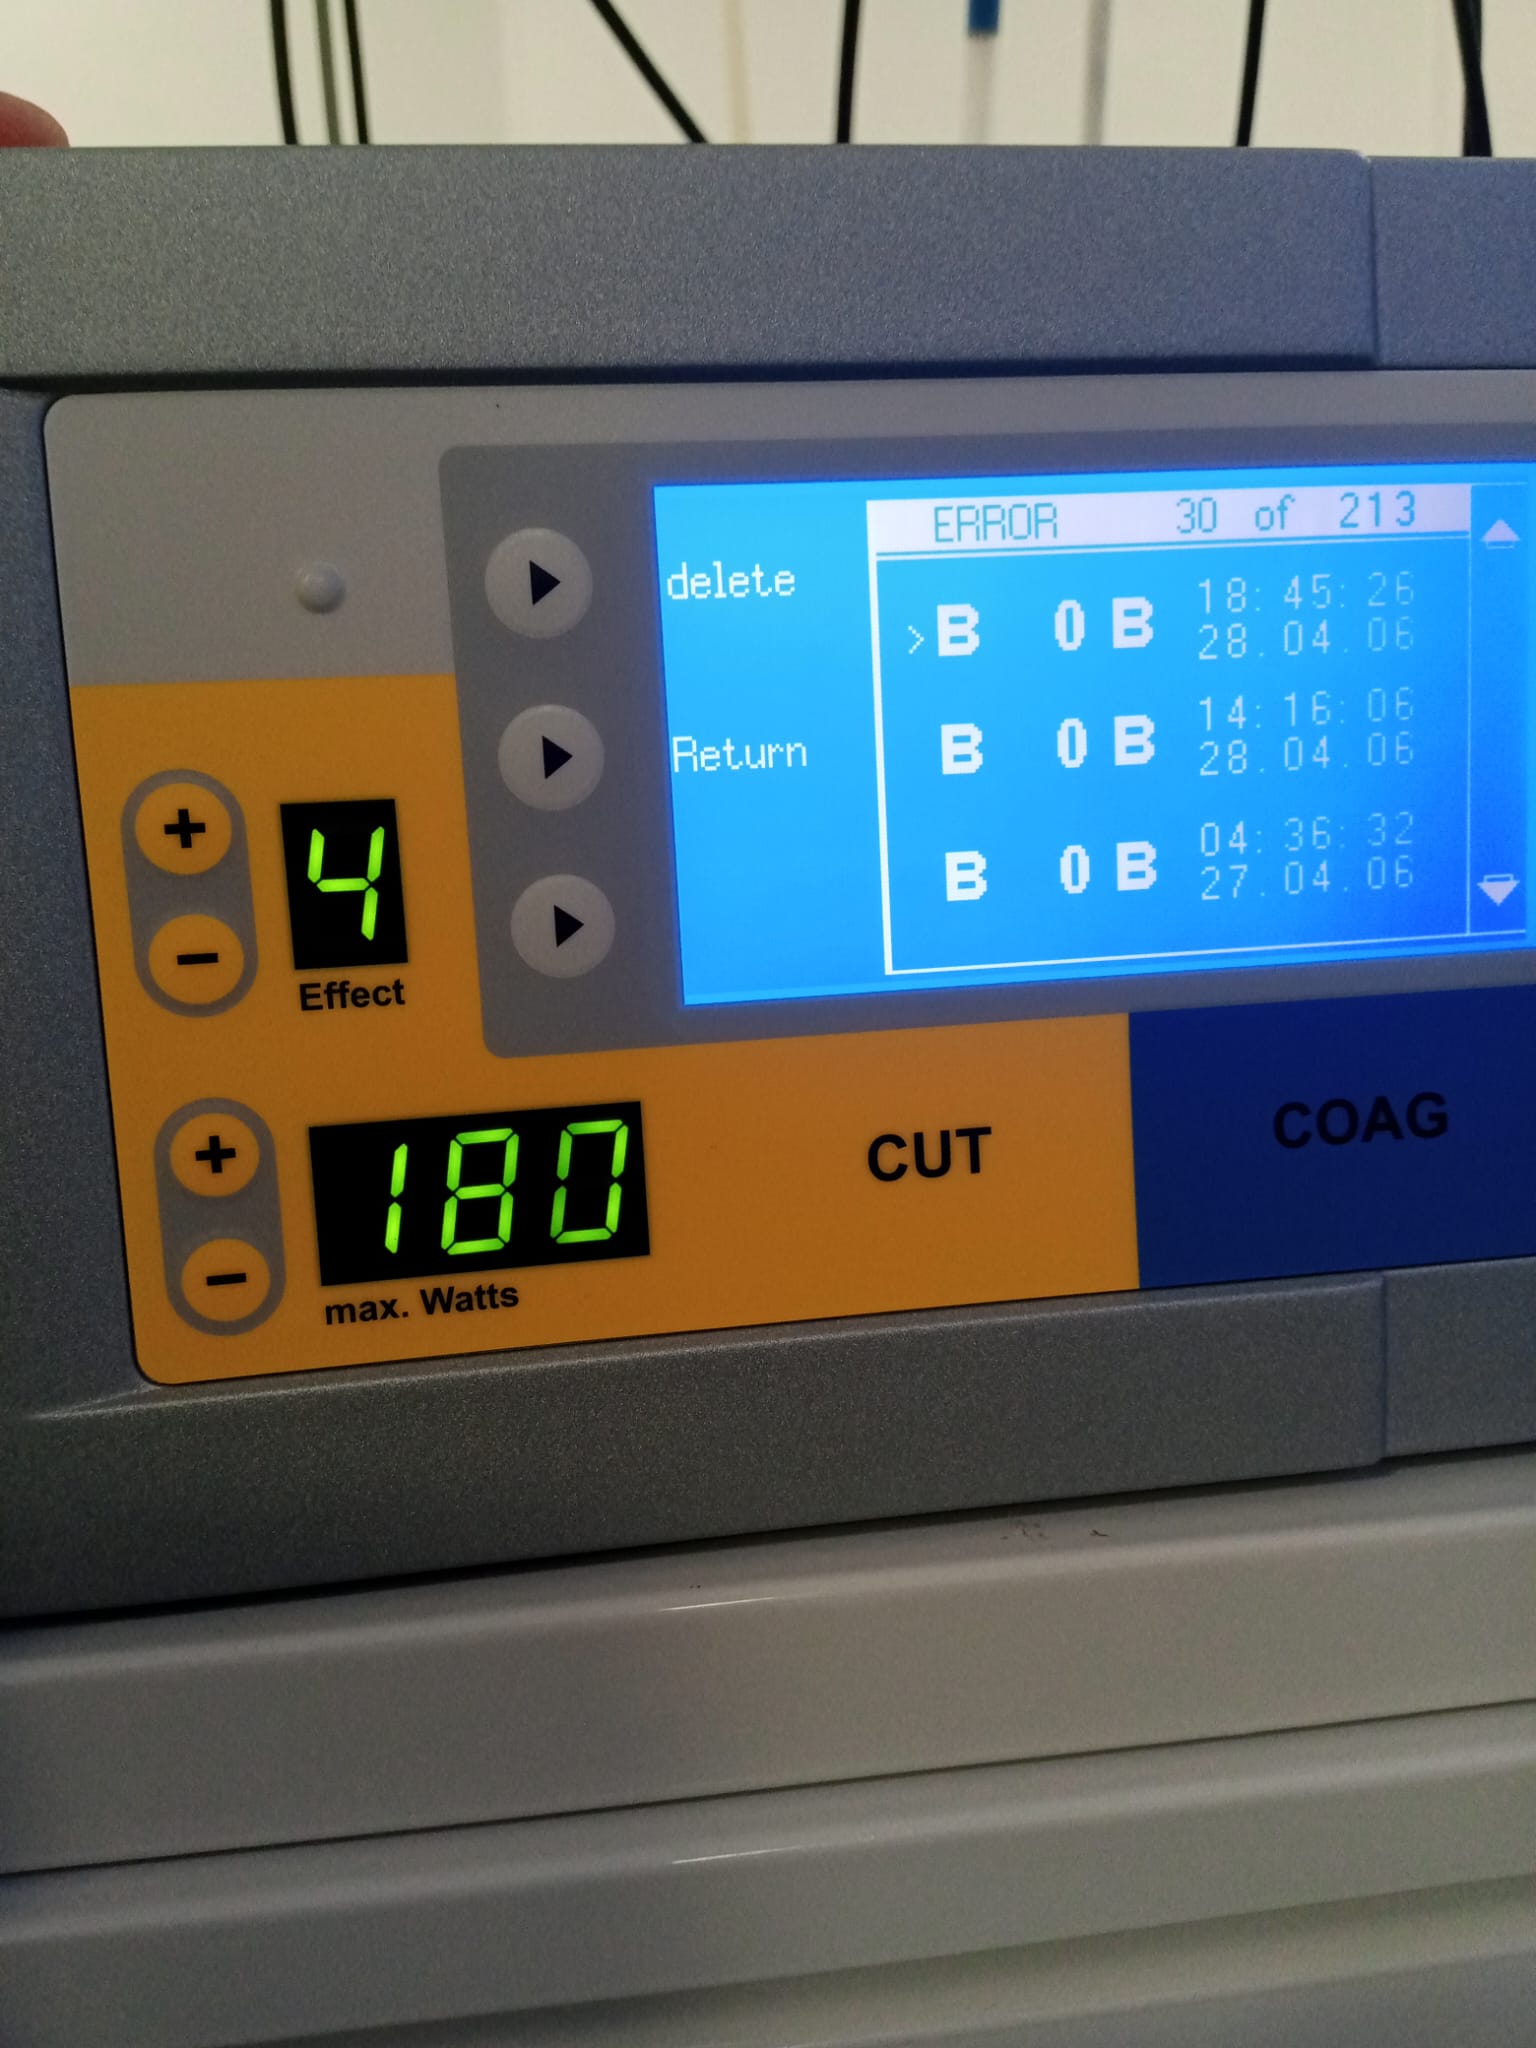 ERROR 30 of 213
delete
>B 0B 18:45:26
28.04.06
Return
B 0B 14:16:06
28.04.06
B 0B 04:36:32
27.04.06
+
4
-
Effect
+
180
-
max. Watts
CUT
COAG